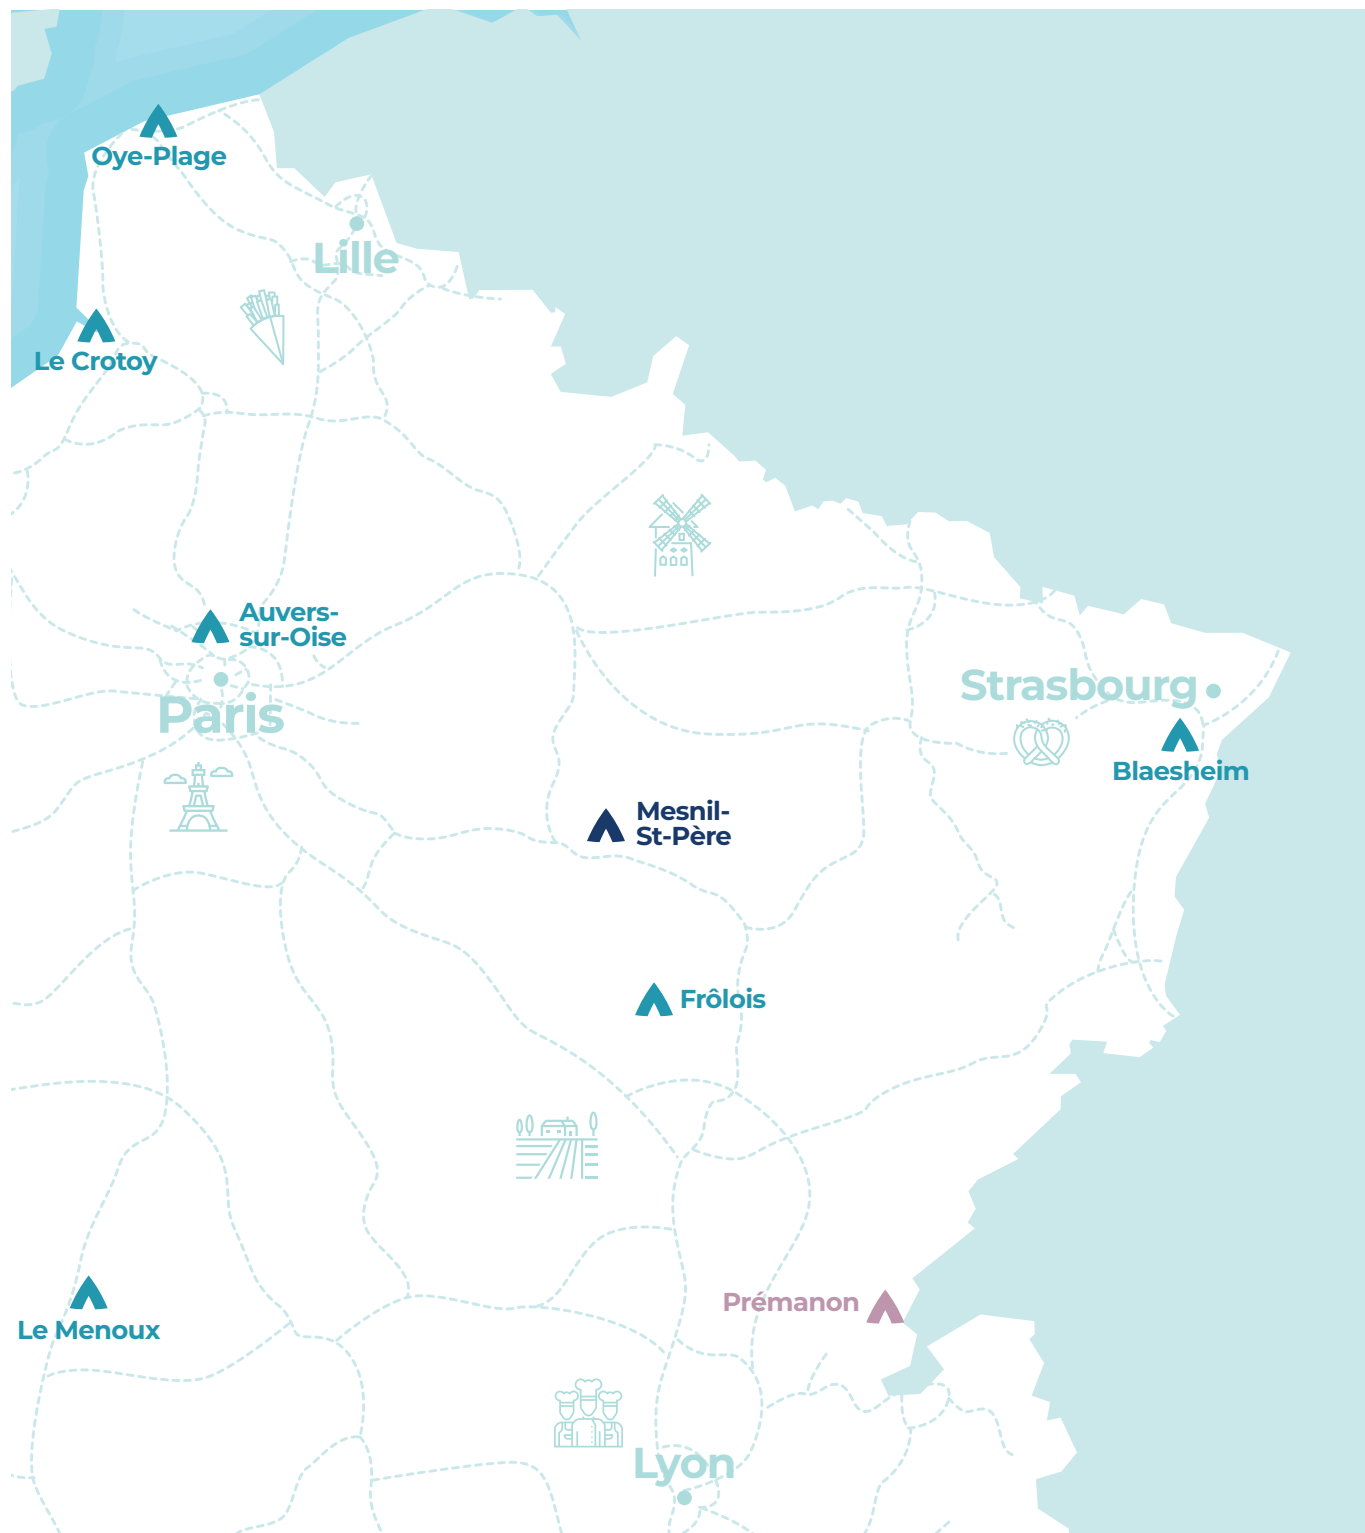 Oye-Plage
Lille
Le Crotoy
Auvers-
sur-Oise
Paris
Strasbourg
Blaesheim
Mesnil-
St-Père
Frôlois
Prémanon
Le Menoux
Lyon